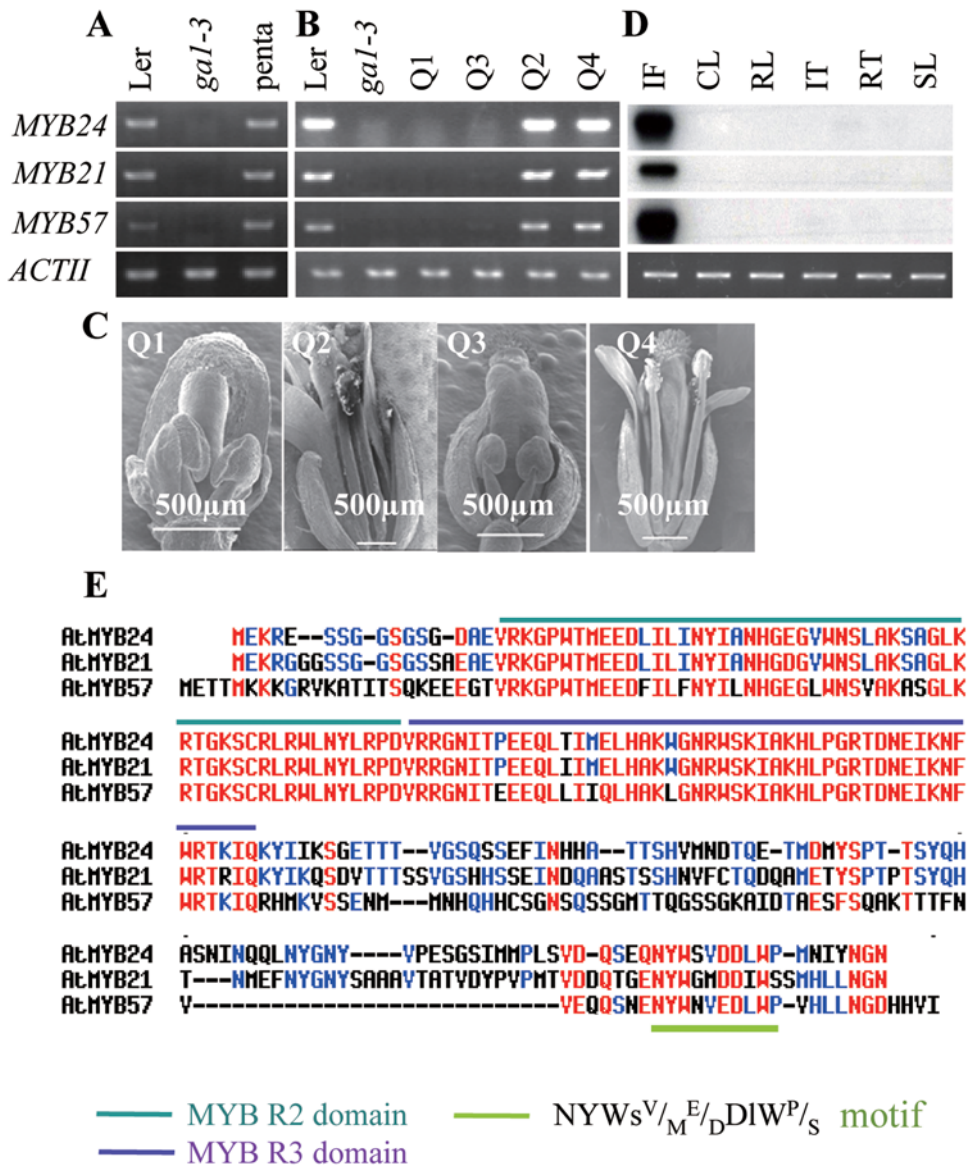 A
B
D
Ler
ga1-3
penta
Ler
ga1-3
Q1
Q3
Q2
Q4
IF
CL
RL
IT
RT
SL
MYB24
MYB21
MYB57
ACTII
C
Q1
Q2
Q3
Q4
500µm
500µm
500µm
500µm
E
AtMYB24 MEKRE--SSG-GSGSG-DAEVRKGPWTMEEDLILINYIANHGEGVWNSLAKSAGLK
AtMYB21 MEKRGGGSSG-GSGSSAEAEVRKGPWTMEEDLILINYIANHGDGVWNSLAKSAGLK
AtMYB57 METTMKKKGRVKATITSQKEEEGTVRKGPWTMEEDFILFNYILNHGEGLWNSVAKASGLK
AtMYB24 RTGKSCRLRWLNYLRPDVRRGNITPEEQLTIMELHAKWGNRWSKIAKHLPGRTDNEIKNF
AtMYB21 RTGKSCRLRWLNYLRPDVRRGNITPEEQLIIMELHAKWGNRWSKIAKHLPGRTDNEIKNF
AtMYB57 RTGKSCRLRWLNYLRPDVRRGNITEEEQLLIIQLHAKLGNRWSKIAKHLPGRTDNEIKNF
AtMYB24 WRTKIQKYIIKSGETTT--VGSQSSEFINHHA--TTSHVMNDTQE-TMDMYSPT-TSYQH
AtMYB21 WRTRIQKYIKQSDVTTTSSVGSHHSSEINDQAASTSSHNVFCTQDQAMETYSPTPTSYQH
AtMYB57 WRTKIQRHMKVSSENM---MNHQHHCSGNSQSSGMTTQGSSGKAIDTAESFSQAKTTTFN
AtMYB24 ASNINQQLNYGNY----VPESGSIMMPLSVD-QSEQNYWSVDDLWP-MNIYNGN
AtMYB21 T---NMEFNYGNYSAAAVTATVDYPVPMTVDDQTGENYWGMDDIWSSMHLLNGN
AtMYB57 V-----------------------------VEQQSNENYWNVEDLWP-VHLLNGDHHVI
MYB R2 domain
NYWsV/ME/DDlWP/S motif
MYB R3 domain